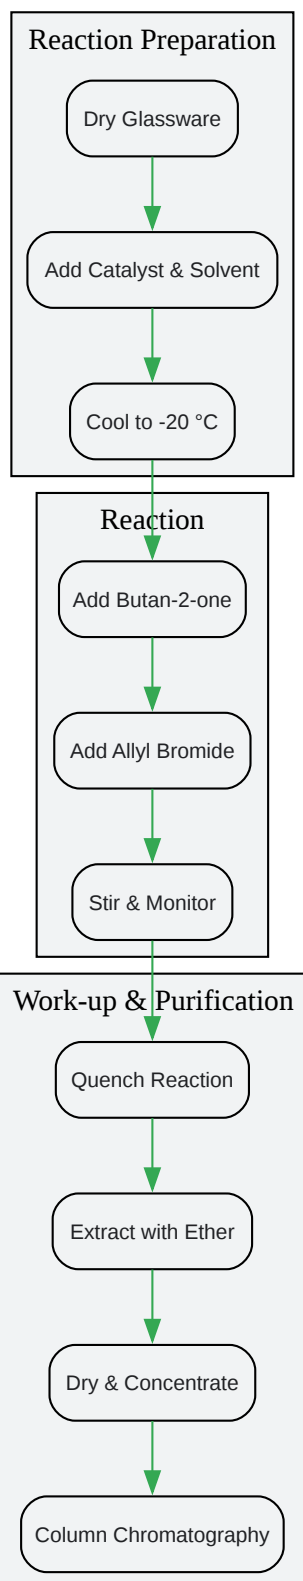 Reaction Preparation
Dry Glassware
Add Catalyst & Solvent
Cool to -20 °C
Reaction
Add Butan-2-one
Add Allyl Bromide
Stir & Monitor
Work-up & Purification
Quench Reaction
Extract with Ether
Dry & Concentrate
Column Chromatography